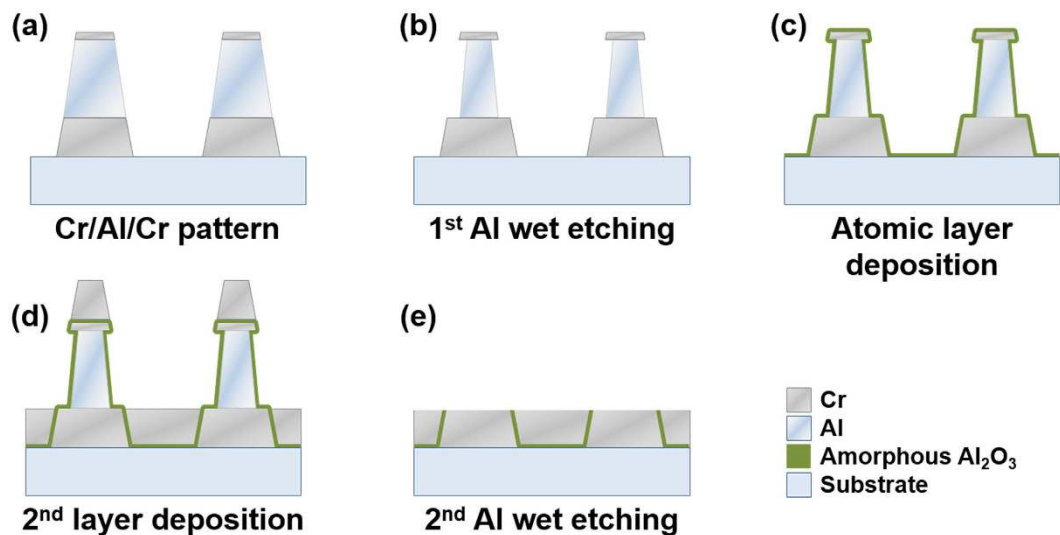 (a)
Cr/Al/Cr pattern
(b)
1st Al wet etching
(c)
Atomic layer
deposition
(d)
2nd layer deposition
(e)
2nd Al wet etching
Cr
Al
Amorphous Al2O3
Substrate